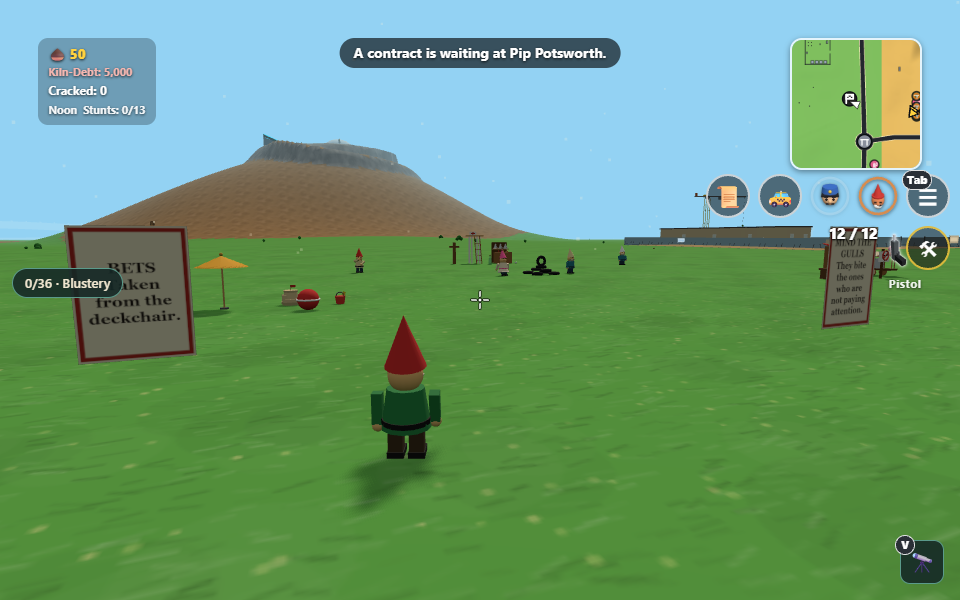 50
Kiln-Debt: 5,000
Cracked: 0
Noon Stunts: 0/13
A contract is waiting at Pip Potsworth.
Tab
12 / 12
Pistol
0/36 · Blustery
BETS
taken
from the
deckchair.
MIND THE
GULLS
They bite
the ones
who are
not paying
attention.
V